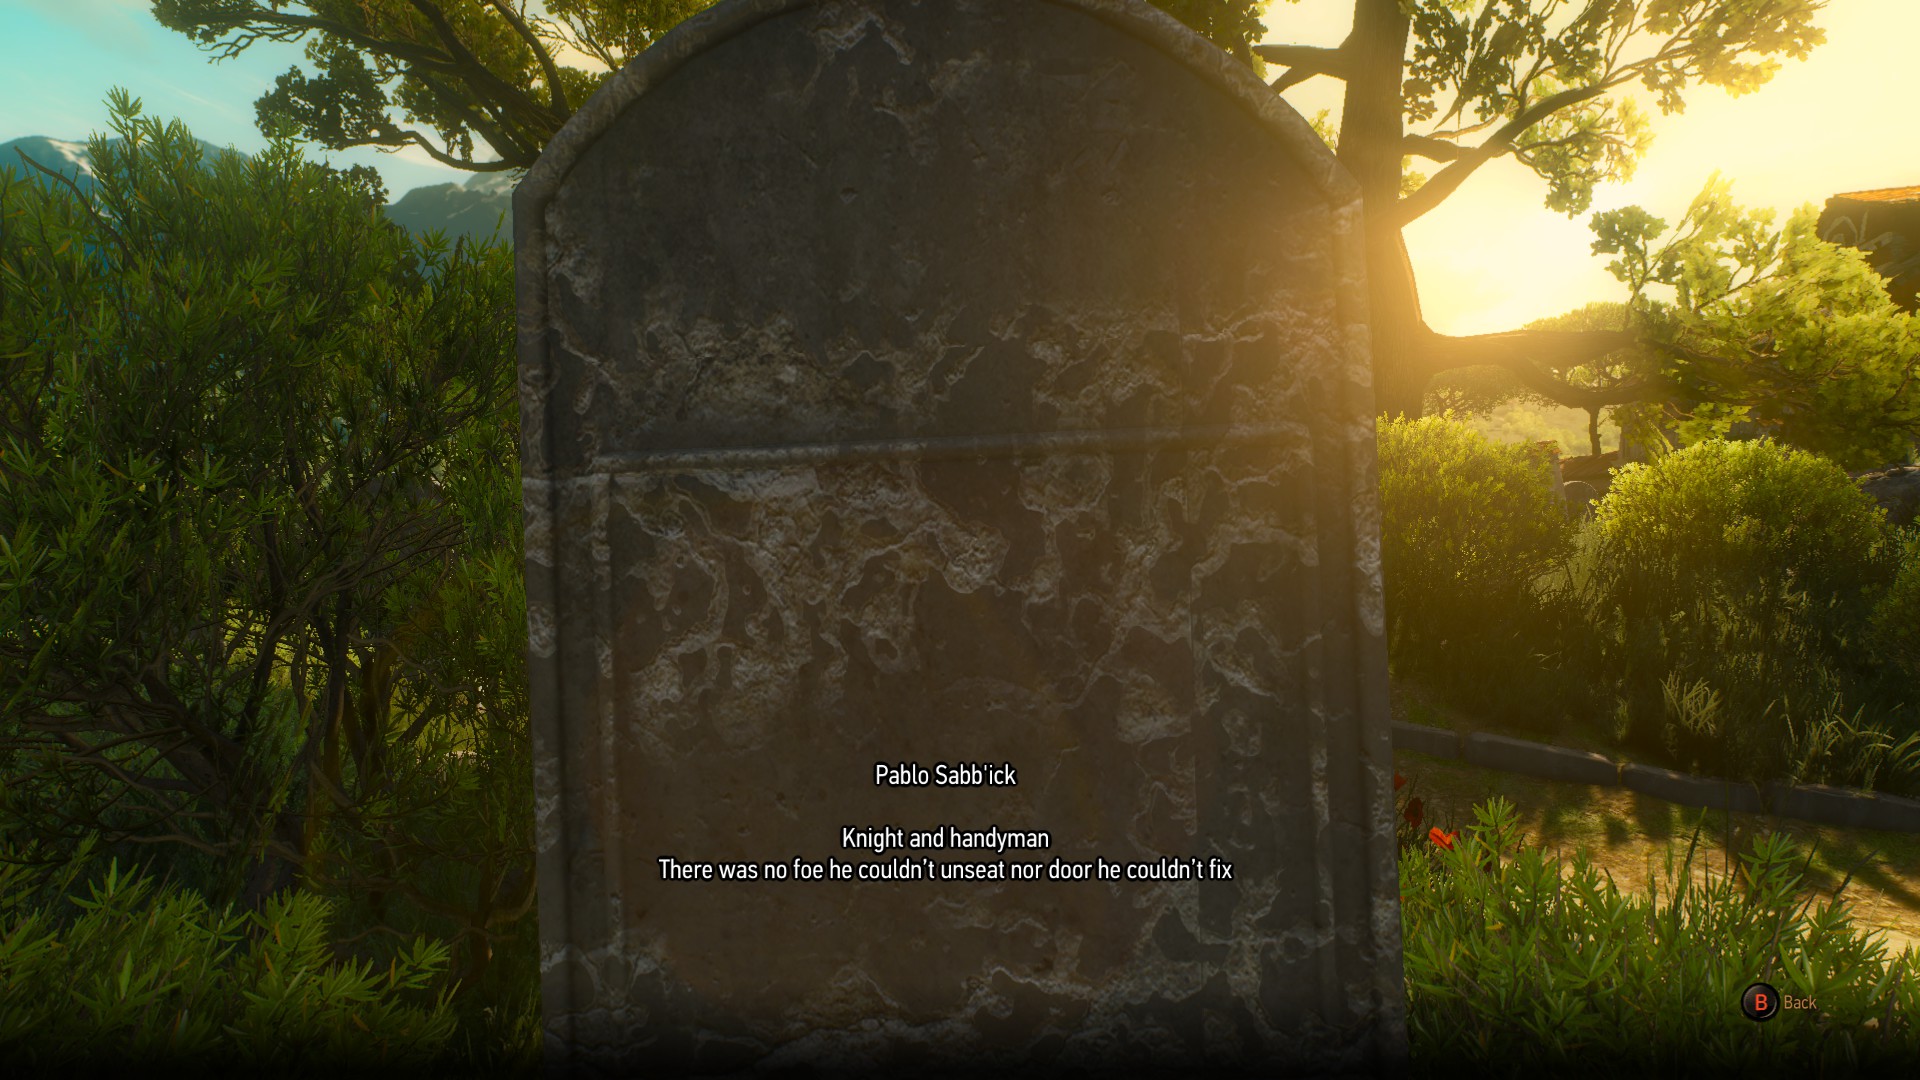 Pablo Sabb'ick
Knight and handyman
There was no foe he couldn’t unseat nor door he couldn’t fix
B Back